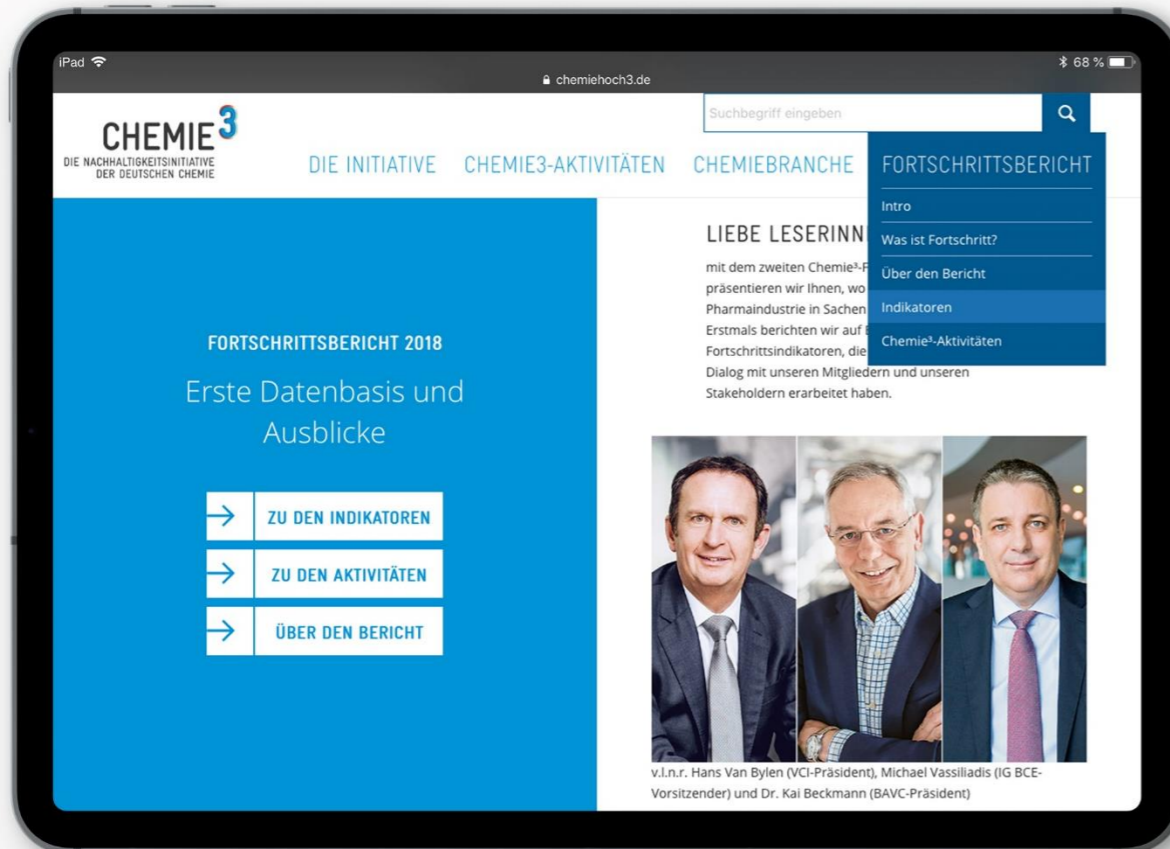 iPad
chemiehoch3.de
68 %
Suchbegriff eingeben
CHEMIE³
DIE NACHHALTIGKEITSINITIATIVE
DER DEUTSCHEN CHEMIE
DIE INITIATIVE
CHEMIE3-AKTIVITÄTEN
CHEMIEBRANCHE
FORTSCHRITTSBERICHT
Intro
Was ist Fortschritt?
Über den Bericht
Indikatoren
Chemie³-Aktivitäten
FORTSCHRITTSBERICHT 2018
Erste Datenbasis und
Ausblicke
ZU DEN INDIKATOREN
ZU DEN AKTIVITÄTEN
ÜBER DEN BERICHT
LIEBE
mit dem zweiten
präsentieren wir Ihnen, wo
Pharmaindustrie in Sachen
Erstmals berichten wir auf
Fortschrittsindikatoren, die
Dialog mit unseren Mitgliedern und unseren
Stakeholdern erarbeitet haben.
v.l.n.r. Hans Van Bylen (VCI-Präsident), Michael Vassiliadis (IG BCE-
Vorsitzender) und Dr. Kai Beckmann (BAVC-Präsident)